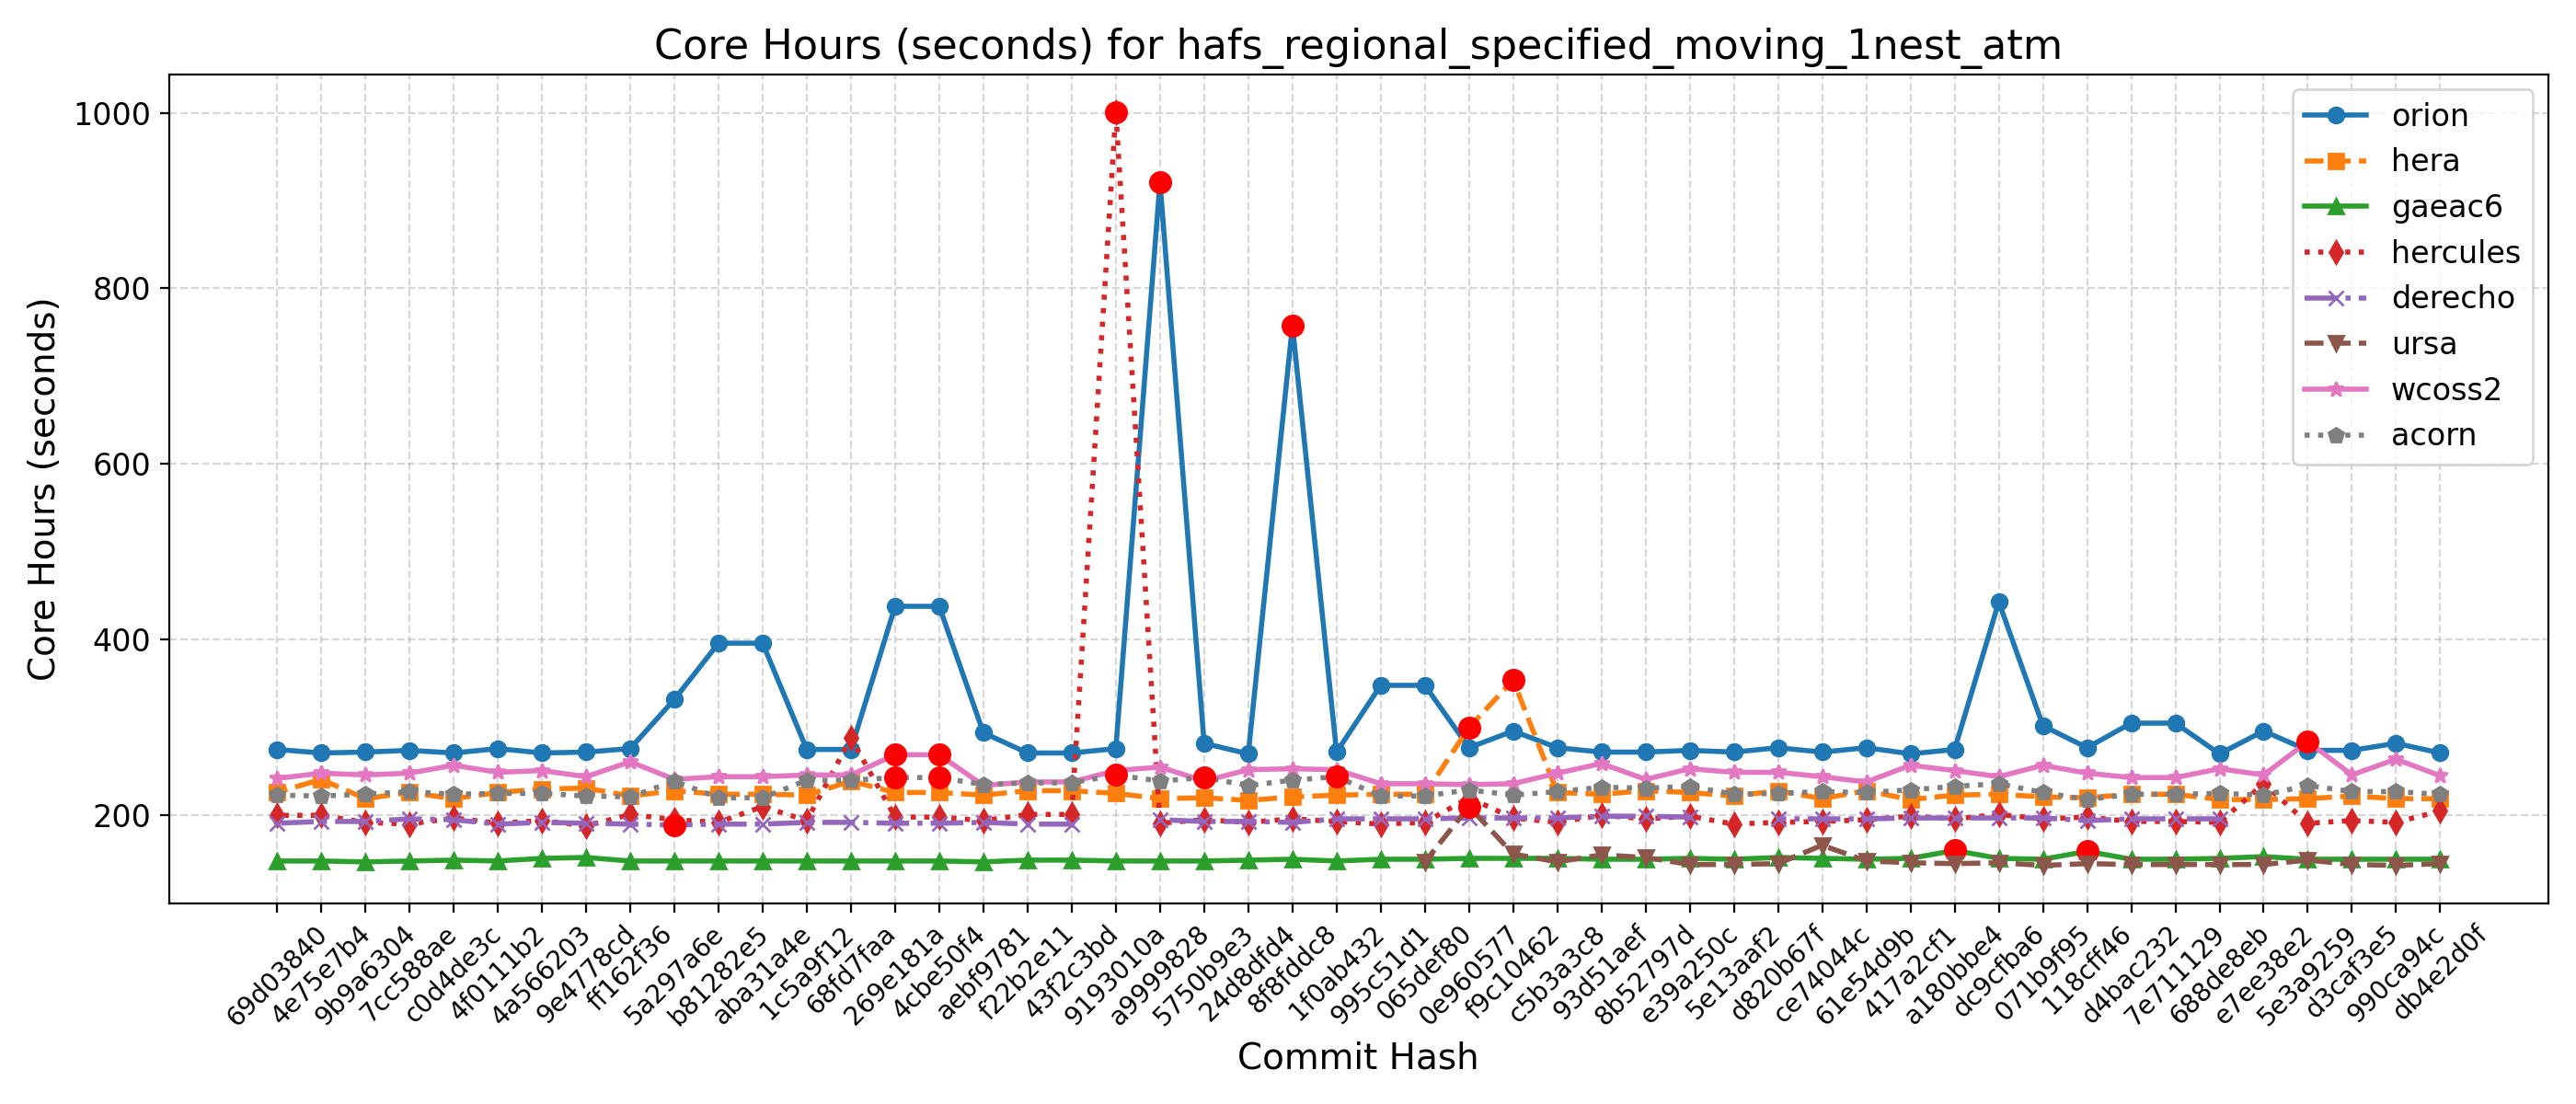 Core Hours (seconds) for hafs_regional_specified_moving_1nest_atm
Core Hours (seconds)
1000
800
600
400
200
orion
hera
gaeac6
hercules
derecho
ursa
wcoss2
acorn
69d03840
4e75e7b4
9b9a6304
7cc588ae
c0d4de3c
4f0111b2
4a566203
9e4778cd
ff162f36
5a297a6e
b81282e5
aba31a4e
1c5a9f12
68fd7faa
269e181a
4cbe50f4
aebf9781
f22b2e11
43f2c3bd
9193010a
a9999828
5750b9e3
24d8dfd4
8f8fddc8
1f0ab432
995c51d1
065def80
0e960577
f9c10462
c5b3a3c8
93d51aef
8b52797d
e39a250c
5e13aaf2
d820b67f
ce74044c
61e54d9b
417a2cf1
a180bbe4
dc9cfba6
071b9f95
118cff46
d4bac232
7e711129
688de8eb
e7ee38e2
5e3a9259
d3caf3e5
990ca94c
db4e2d0f
Commit Hash